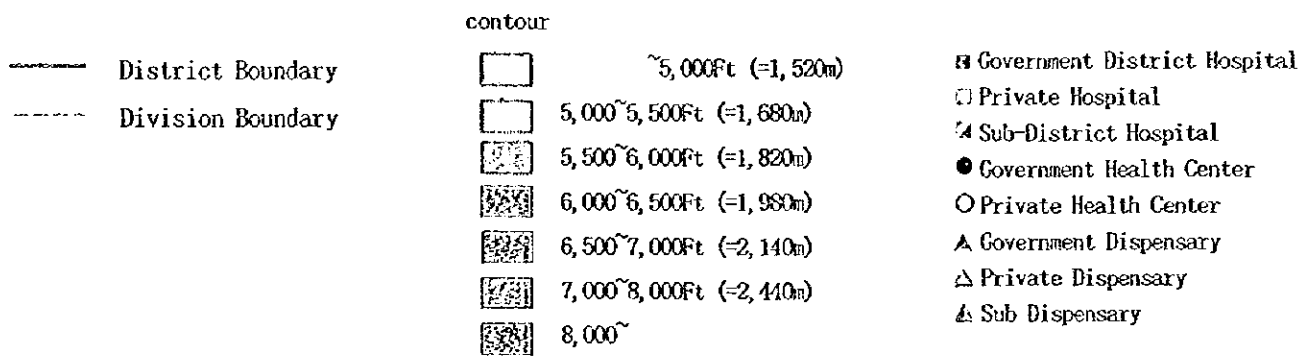 contour
District Boundary
Division Boundary
~5,000Ft (=1,520m)
5,000~5,500Ft (=1,680m)
5,500~6,000Ft (=1,820m)
6,000~6,500Ft (=1,980m)
6,500~7,000Ft (=2,140m)
7,000~8,000Ft (=2,440m)
8,000~
Government District Hospital
Private Hospital
Sub-District Hospital
Government Health Center
Private Health Center
Government Dispensary
Private Dispensary
Sub Dispensary